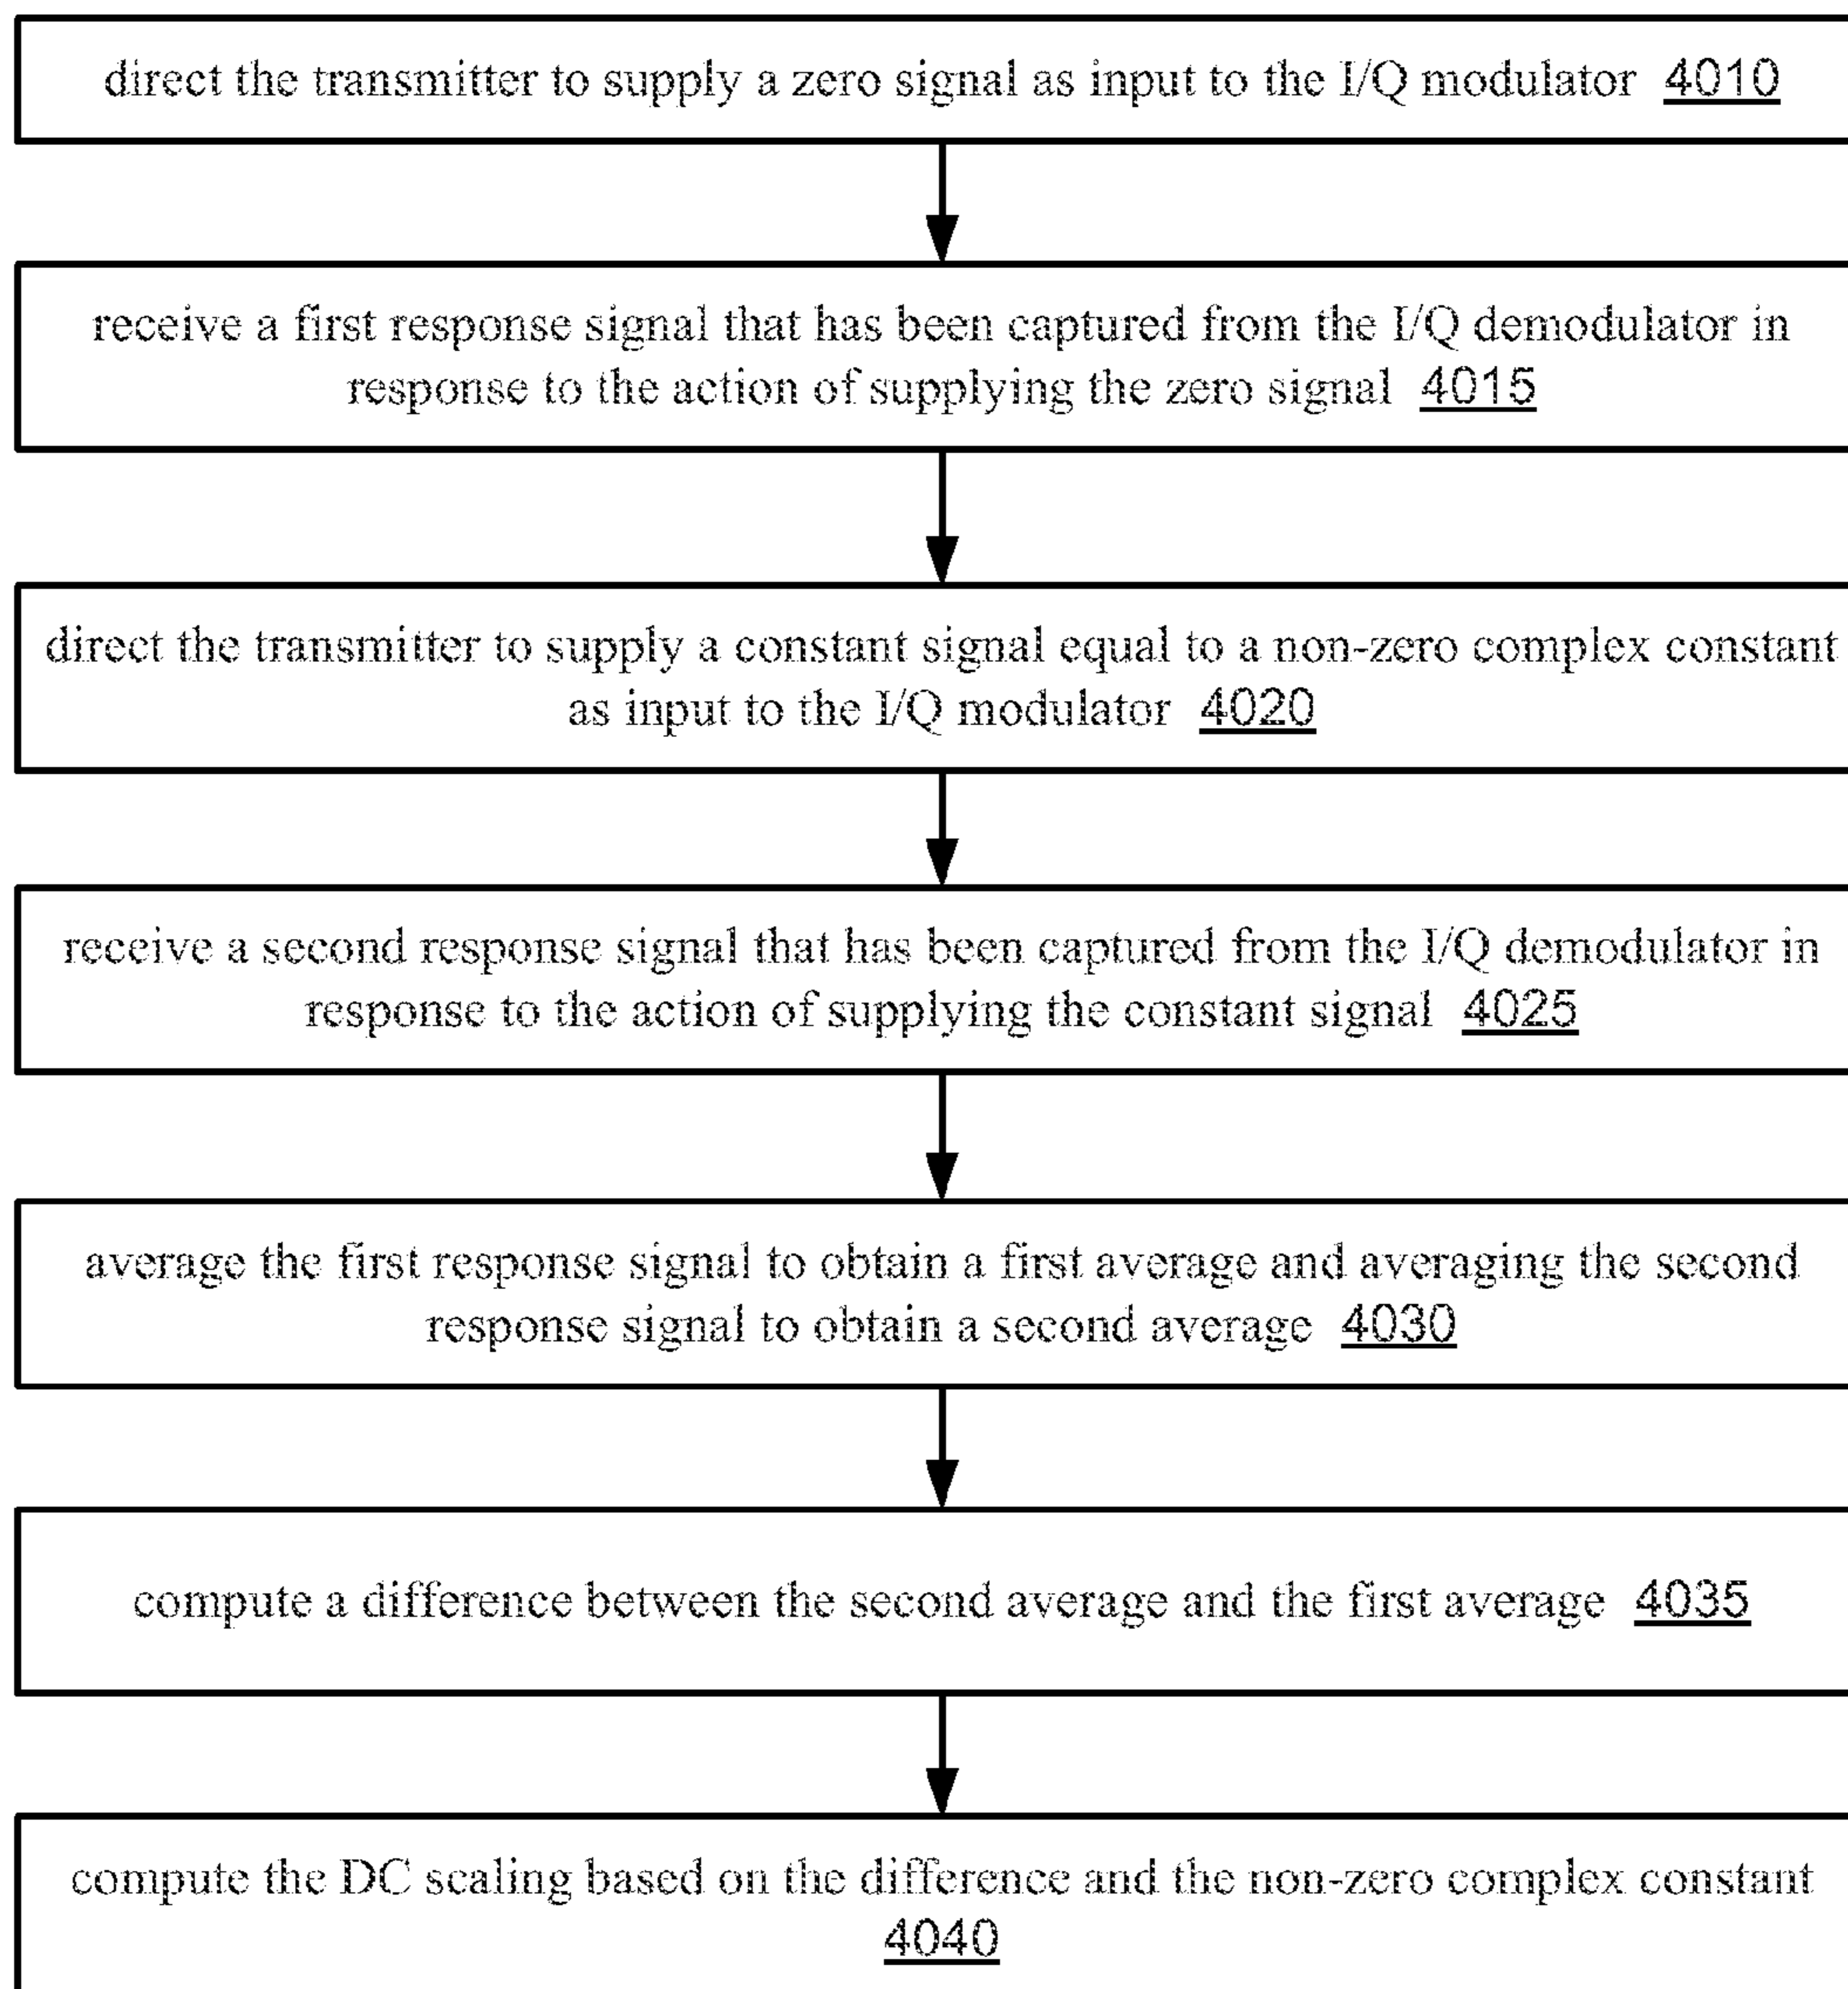 direct the transmitter to supply a zero signal as input to the I/Q modulator 4010
receive a first response signal that has been captured from the I/Q demodulator in
response to the action of supplying the zero signal 4015
direct the transmitter to supply a constant signal equal to a non-zero complex constant
as input to the I/Q modulator 4020
receive a second response signal that has been captured from the I/Q demodulator in
response to the action of supplying the constant signal 4025
average the first response signal to obtain a first average and averaging the second
response signal to obtain a second average 4030
compute a difference between the second average and the first average 4035
compute the DC scaling based on the difference and the non-zero complex constant
4040